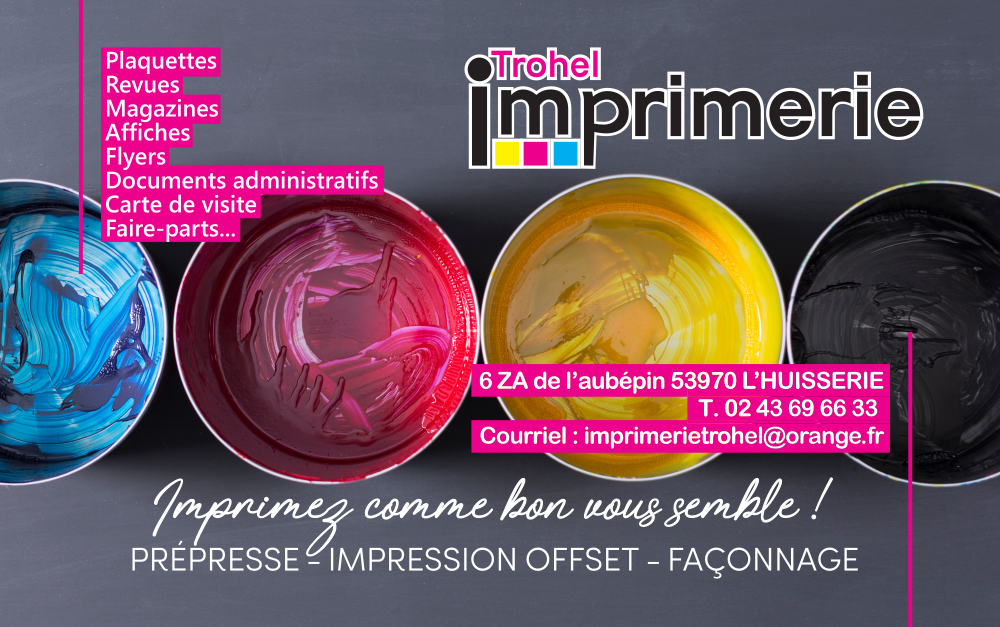 Plaquettes
Revues
Magazines
Affiches
Flyers
Documents administratifs
Carte de visite
Faire-parts...
Trohel
imprimerie
6 ZA de l'aubépin 53970 L'HUISSERIE
T. 02 43 69 66 33
Courriel : imprimerietrohel@orange.fr
Imprimez comme bon vous semble !
PRÉPRESSE - IMPRESSION OFFSET - FAÇONNAGE